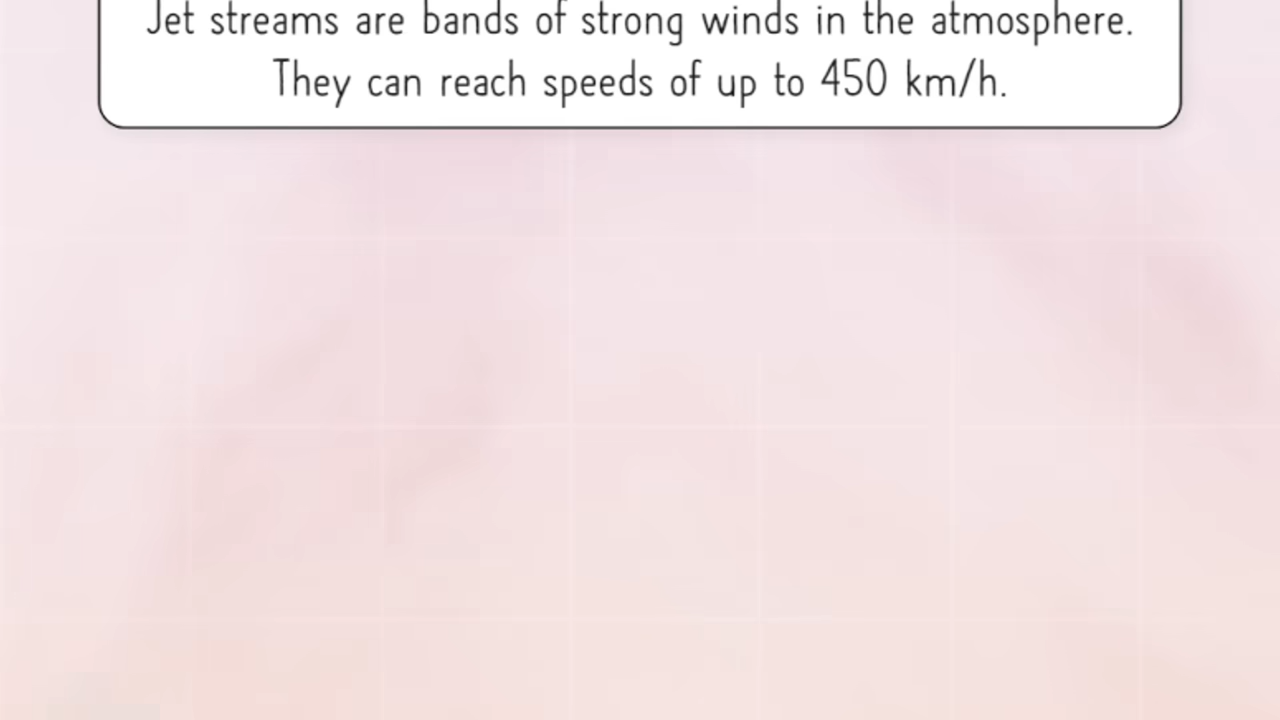 Jet streams are bands of strong winds in the atmosphere.
They can reach speeds of up to 450 km/h.